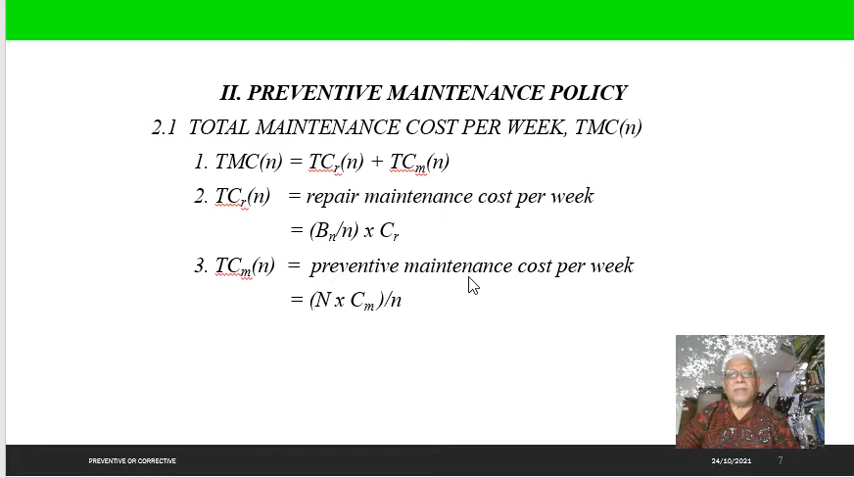 II. PREVENTIVE MAINTENANCE POLICY
2.1 TOTAL MAINTENANCE COST PER WEEK, TMC(n)
1. TMC(n) = TCr(n) + TCm(n)
2. TCr(n) = repair maintenance cost per week
= (Bn/n) x Cr
3. TCm(n) = preventive maintenance cost per week
= (N x Cm)/n
PREVENTIVE OR CORRECTIVE 24/10/2021 7